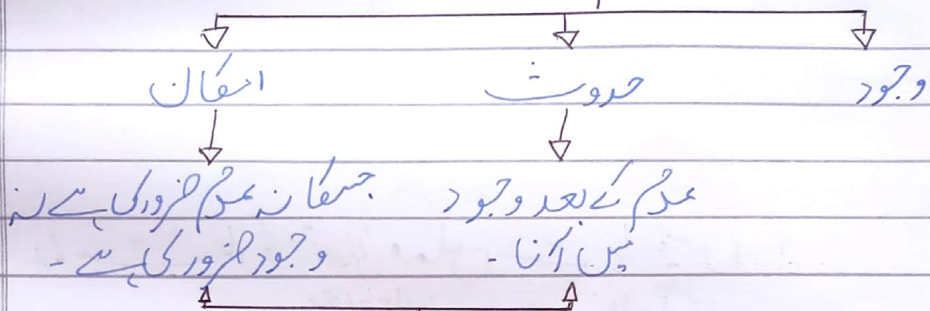 وجود
حدوث
امکان
عدم کے بعد وجود
میں آنا۔
جسکا نہ عدم ضروری ہے نہ
وجود ضروری ہے۔